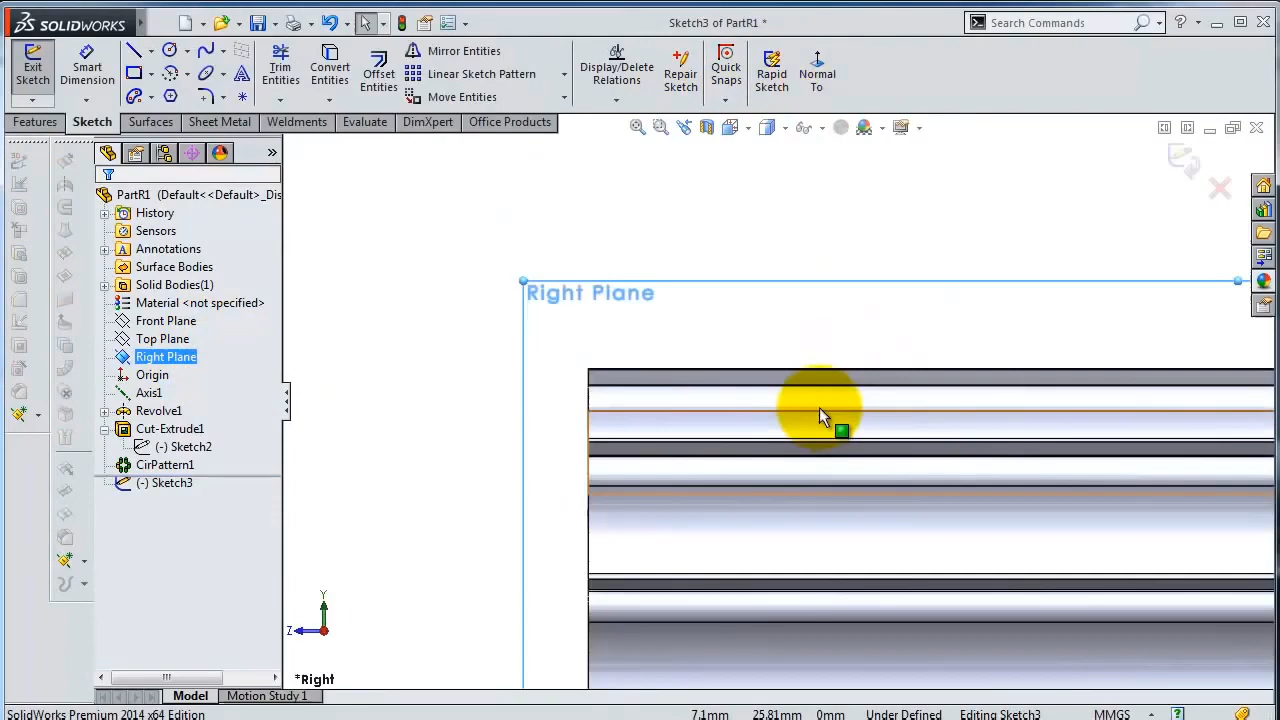 SOLIDWORKS
Sketch3 of PartR1 *
Search Commands
Exit Sketch
Smart Dimension
Trim Entities
Convert Entities
Offset Entities
Mirror Entities
Linear Sketch Pattern
Move Entities
Display/Delete Relations
Repair Sketch
Quick Snaps
Rapid Sketch
Normal To
Features
Sketch
Surfaces
Sheet Metal
Weldments
Evaluate
DimXpert
Office Products
PartR1 (Default<<Default>_Dis
History
Sensors
Annotations
Surface Bodies
Solid Bodies(1)
Material <not specified>
Front Plane
Top Plane
Right Plane
Origin
Axis1
Revolve1
Cut-Extrude1
(-) Sketch2
CirPattern1
(-) Sketch3
Right Plane
Y
Z
*Right
Model
Motion Study 1
SolidWorks Premium 2014 x64 Edition
7.1mm
25.81mm
0mm
Under Defined
Editing Sketch3
MMGS